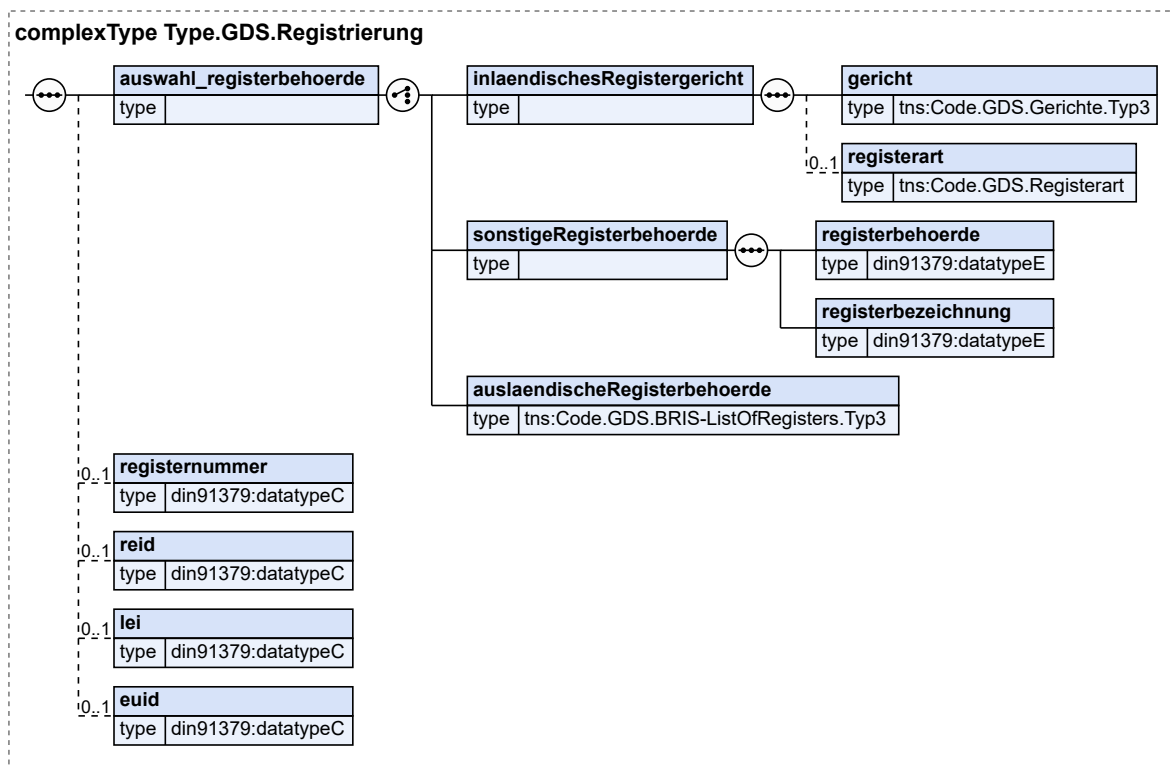 complexType Type.GDS.Registrierung
auswahl_registerbehoerde
type
inlaendischesRegistergericht
type
gericht
type tns:Code.GDS.Gerichte.Typ3
0..1
registerart
type tns:Code.GDS.Registerart
sonstigeRegisterbehoerde
type
registerbehoerde
type din91379:datatypeE
registerbezeichnung
type din91379:datatypeE
auslaendischeRegisterbehoerde
type tns:Code.GDS.BRIS-ListOfRegisters.Typ3
0..1
registernummer
type din91379:datatypeC
0..1
reid
type din91379:datatypeC
0..1
lei
type din91379:datatypeC
0..1
euid
type din91379:datatypeC